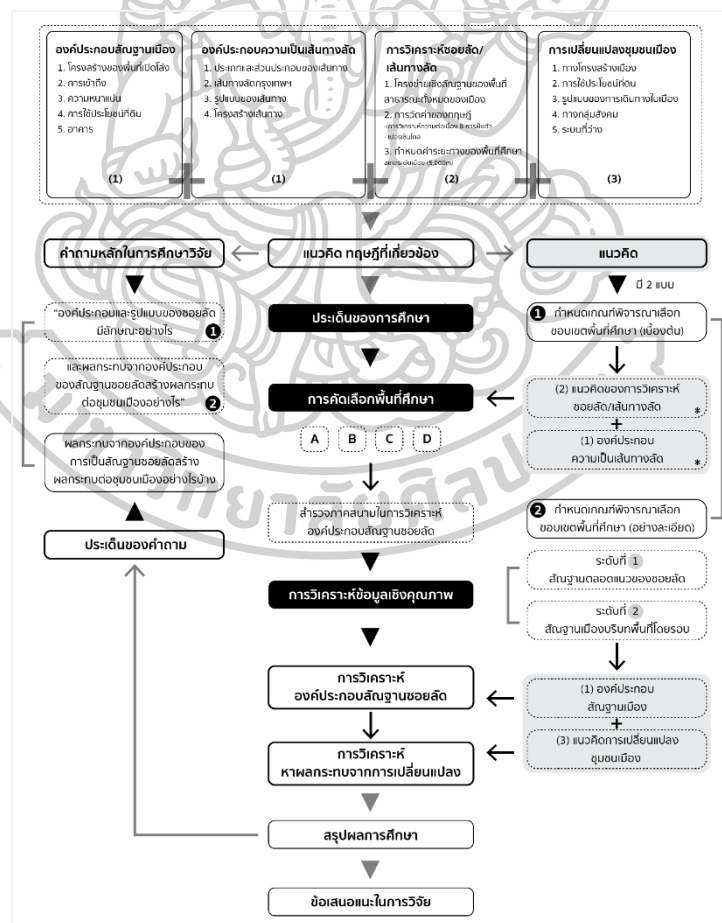 องค์ประกอบสัณฐานเมือง
1. โครงสร้างของพื้นที่เปิดโล่ง
2. การเข้าถึง
3. ความหนาแน่น
4. การใช้ประโยชน์ที่ดิน
5. อาคาร
(1)
องค์ประกอบความเป็นเส้นทางลัด
1. ประเภทและส่วนประกอบของเส้นทาง
2. เส้นทางลัดกรุงเทพฯ
3. รูปแบบของเส้นทาง
4. โครงสร้างเส้นทาง
(1)
การวิเคราะห์ซอยลัด/
เส้นทางลัด
1. โครงข่ายเชิงสัณฐานของพื้นที่
สาธารณะทั้งหมดของเมือง
2. การวัดค่าของทฤษฎี
3. กำหนดค่าระยะทางของพื้นที่ศึกษา
(5,000m)
(2)
การเปลี่ยนแปลงชุมชนเมือง
1. ทางโครงสร้างเมือง
2. การใช้ประโยชน์ที่ดิน
3. รูปแบบของการเดินทางในเมือง
4. ทางกลุ่มสังคม
5. ระบบที่ว่าง
(3)
คำถามหลักในการศึกษาวิจัย
แนวคิด ทฤษฎีที่เกี่ยวข้อง
แนวคิด
มี 2 แบบ
"องค์ประกอบและรูปแบบของซอยลัด
มีลักษณะอย่างไร 1
และผลกระทบจากองค์ประกอบ
ของสัณฐานซอยลัดสร้างผลกระทบ
ต่อชุมชนเมืองอย่างไร" 2
ผลกระทบจากองค์ประกอบของ
การเป็นสัณฐานซอยลัดสร้าง
ผลกระทบต่อชุมชนเมืองอย่างไรบ้าง
ประเด็นของคำถาม
ประเด็นของการศึกษา
การคัดเลือกพื้นที่ศึกษา
A B C D
สำรวจภาคสนามในการวิเคราะห์
องค์ประกอบสัณฐานซอยลัด
การวิเคราะห์ข้อมูลเชิงคุณภาพ
การวิเคราะห์
องค์ประกอบสัณฐานซอยลัด
การวิเคราะห์
หาผลกระทบจากการเปลี่ยนแปลง
สรุปผลการศึกษา
ข้อเสนอแนะในการวิจัย
1 กำหนดเกณฑ์พิจารณาเลือก
ขอบเขตพื้นที่ศึกษา (เบื้องต้น)
(2) แนวคิดของการวิเคราะห์
ซอยลัด/เส้นทางลัด *
+
(1) องค์ประกอบ
ความเป็นเส้นทางลัด *
2 กำหนดเกณฑ์พิจารณาเลือก
ขอบเขตพื้นที่ศึกษา (อย่างละเอียด)
ระดับที่ 1
สัณฐานตลอดแนวของซอยลัด
ระดับที่ 2
สัณฐานเมืองบริบทพื้นที่โดยรอบ
(1) องค์ประกอบ
สัณฐานเมือง
+
(3) แนวคิดการเปลี่ยนแปลง
ชุมชนเมือง